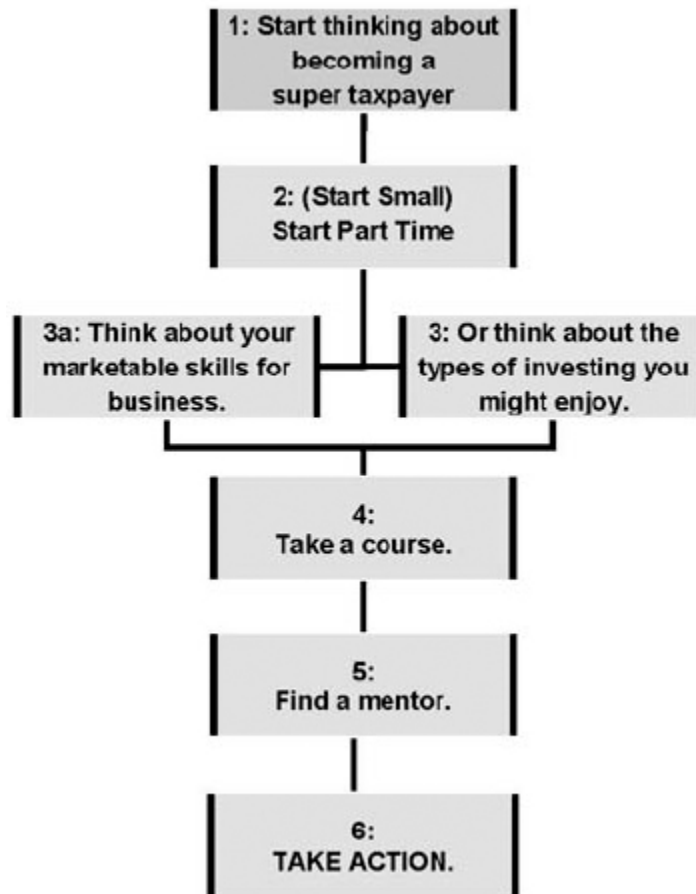 1: Start thinking about
becoming a
super taxpayer
2: (Start Small)
Start Part Time
3a: Think about your
marketable skills for
business.
3: Or think about the
types of investing you
might enjoy.
4:
Take a course.
5:
Find a mentor.
6:
TAKE ACTION.